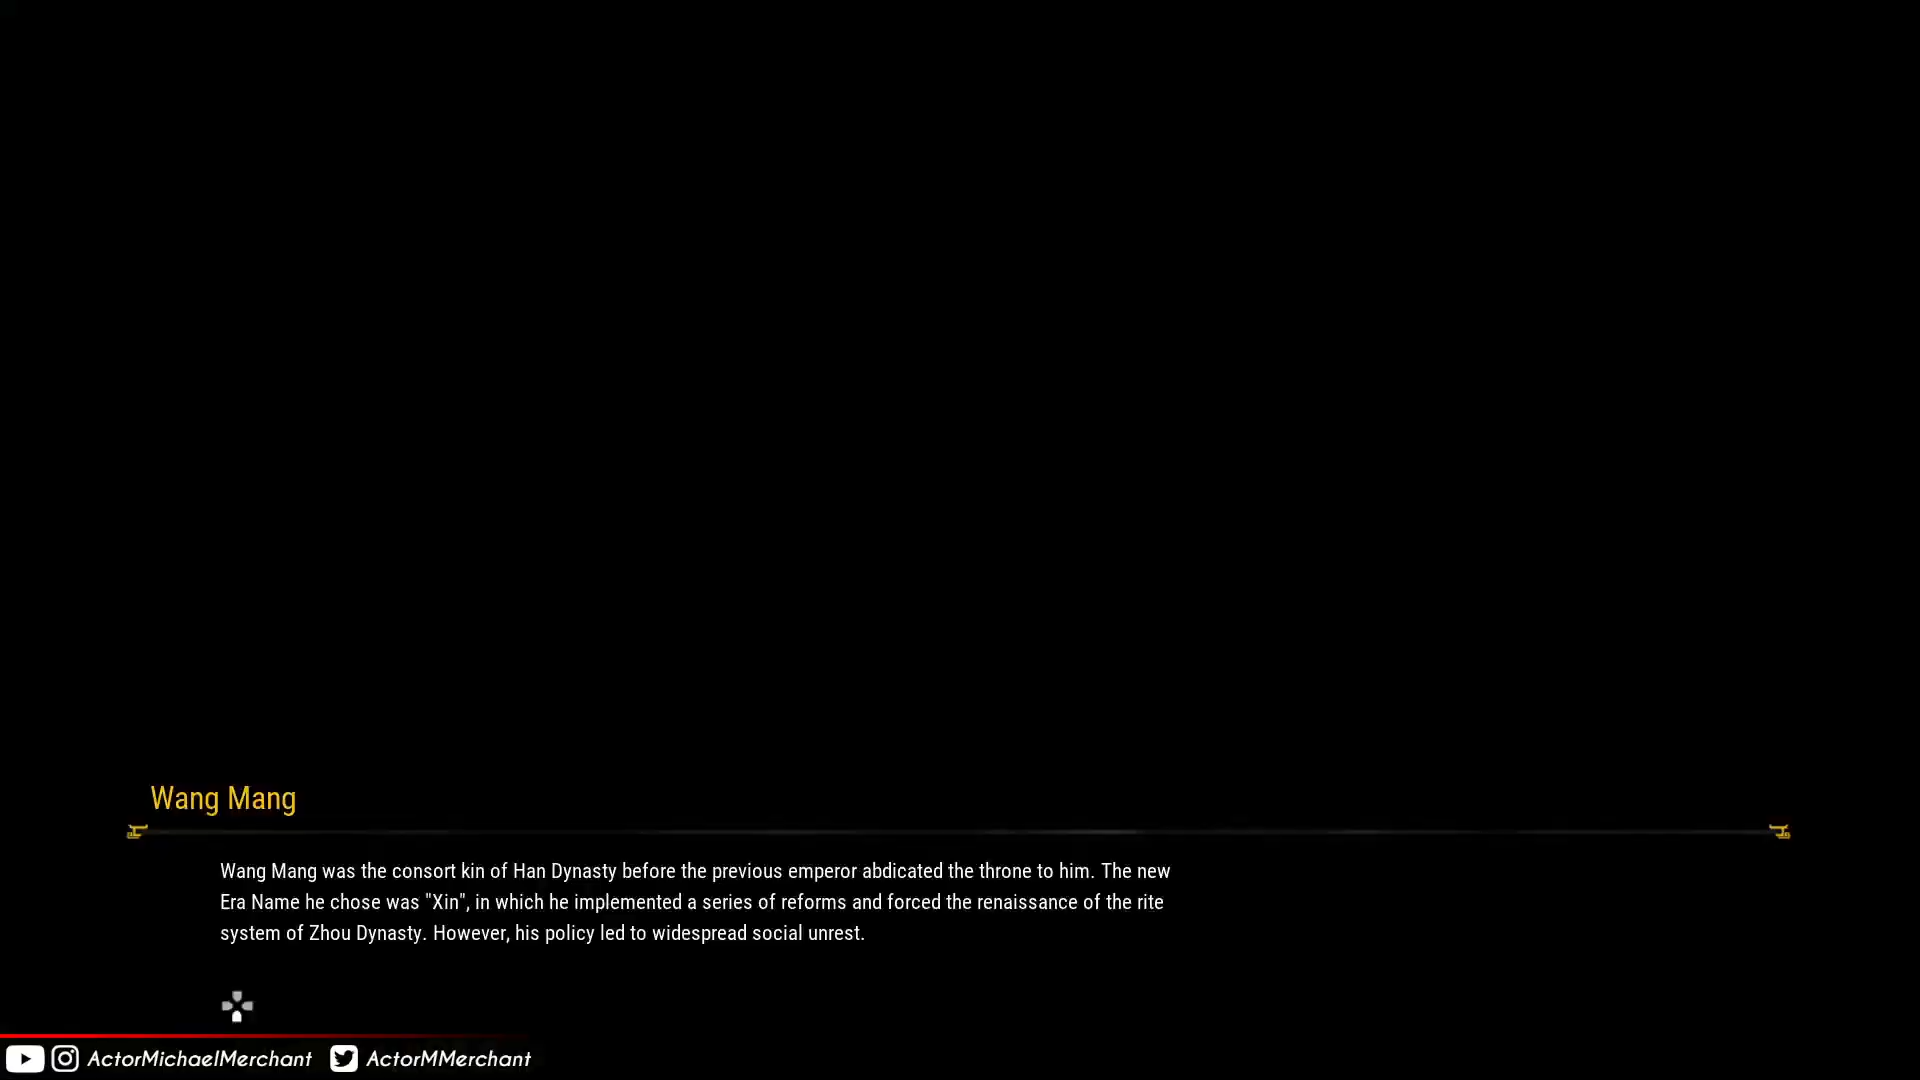 Wang Mang
Wang Mang was the consort kin of Han Dynasty before the previous emperor abdicated the throne to him. The new
Era Name he chose was "Xin", in which he implemented a series of reforms and forced the renaissance of the rite
system of Zhou Dynasty. However, his policy led to widespread social unrest.
ActorMichaelMerchant ActorMMerchant